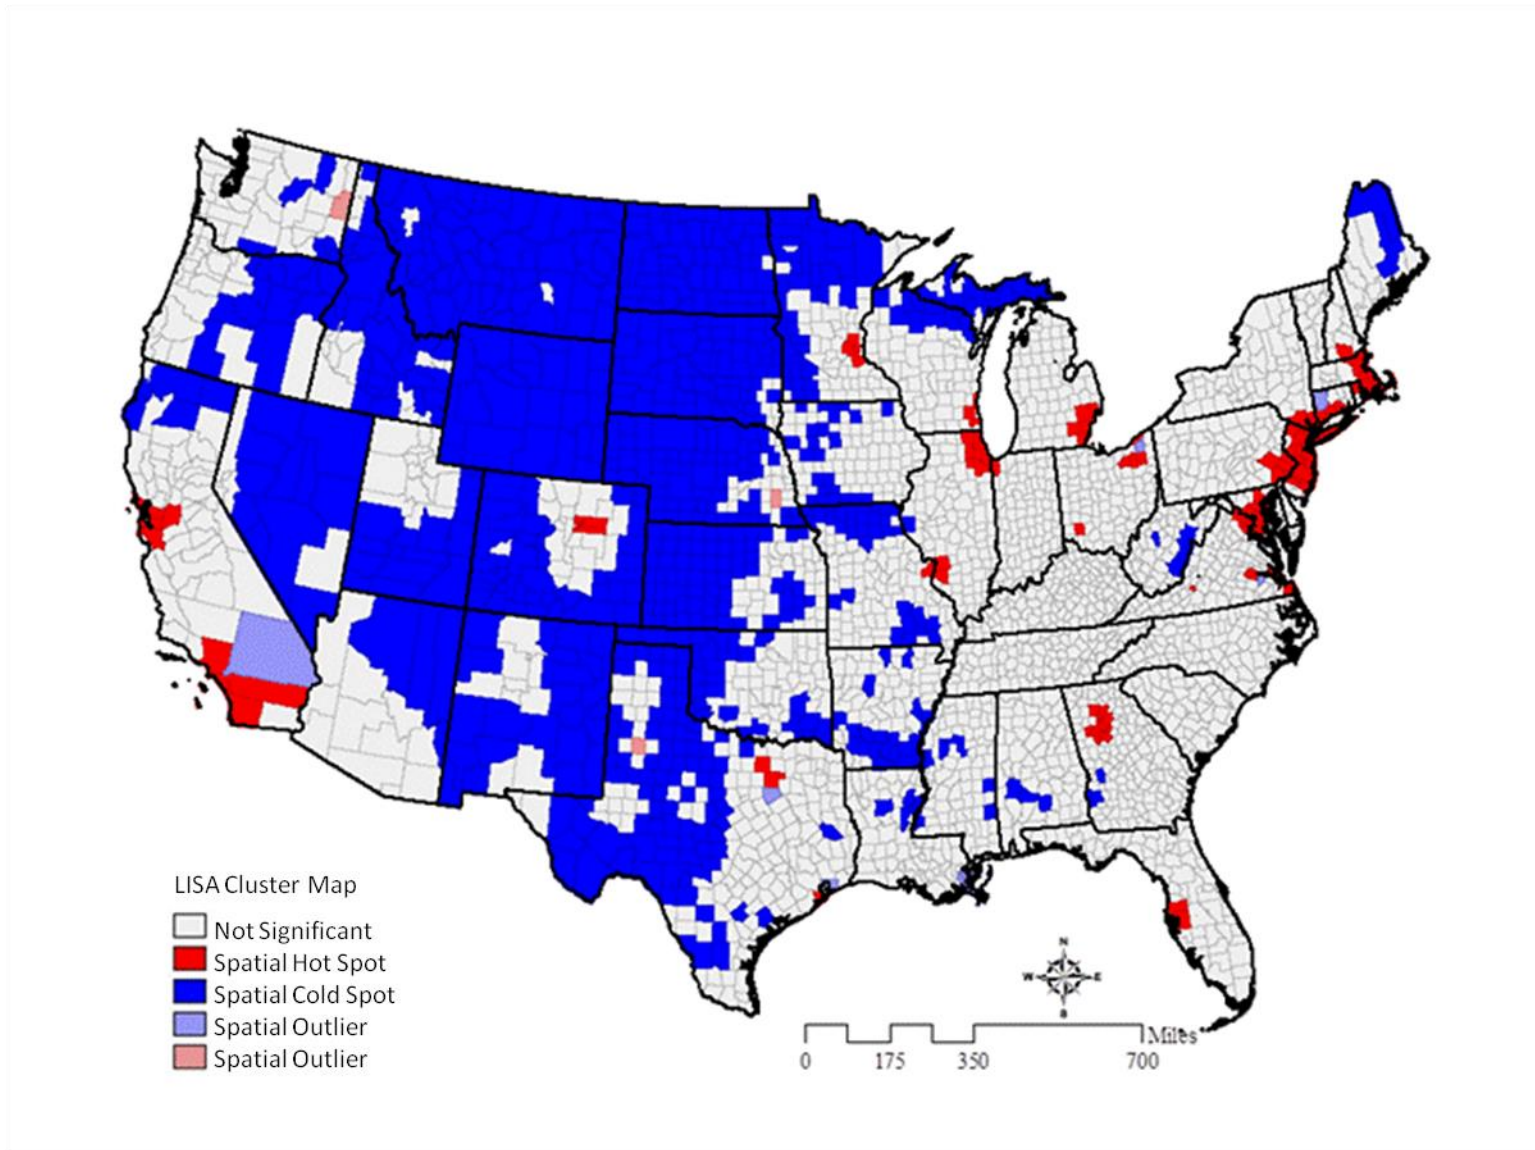 LISA Cluster Map
Not Significant
Spatial Hot Spot
Spatial Cold Spot
Spatial Outlier
Spatial Outlier
N
W E
S
Miles
0 175 350 700